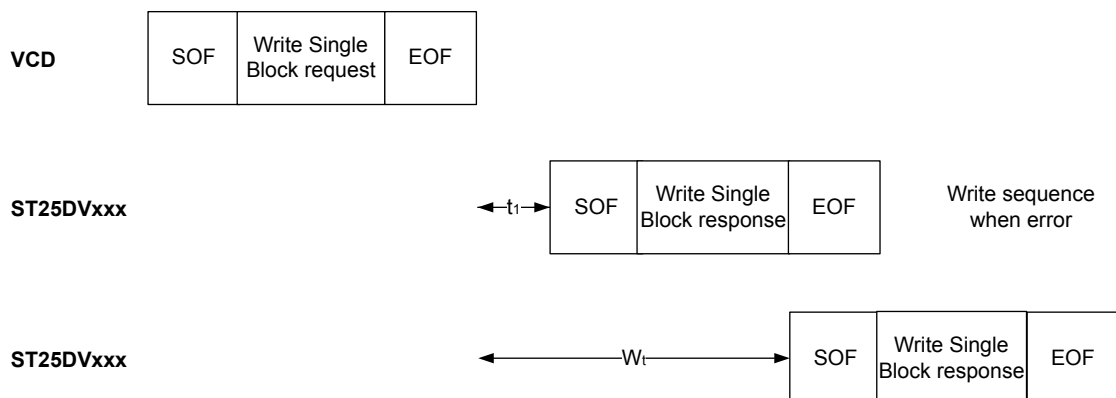 VCD
SOF
Write Single
Block request
EOF
ST25DVxxx
t1
SOF
Write Single
Block response
EOF
Write sequence
when error
ST25DVxxx
Wt
SOF
Write Single
Block response
EOF